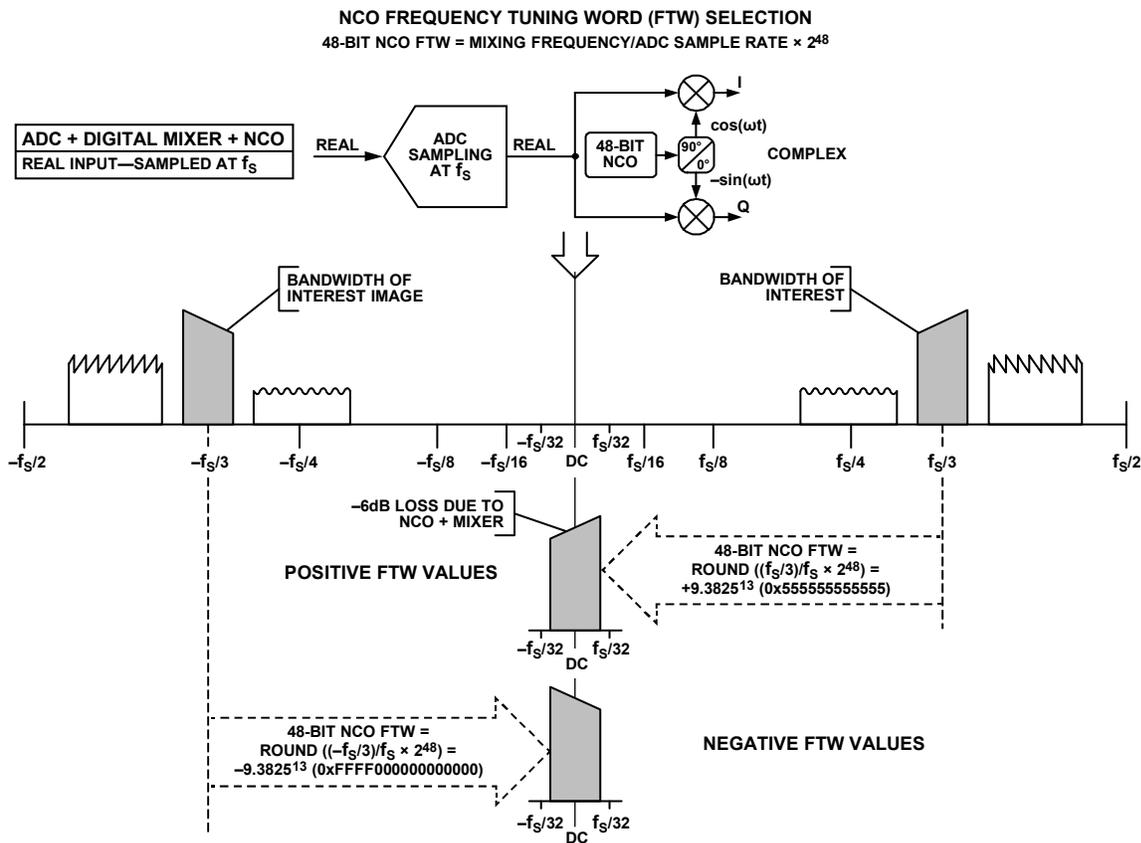 NCO FREQUENCY TUNING WORD (FTW) SELECTION
48-BIT NCO FTW = MIXING FREQUENCY/ADC SAMPLE RATE × 2⁴⁸
I
ADC + DIGITAL MIXER + NCO
REAL INPUT—SAMPLED AT fS
REAL
ADC
SAMPLING
AT fS
REAL
48-BIT
NCO
cos(ωt)
90°
0°
COMPLEX
–sin(ωt)
Q
BANDWIDTH OF
INTEREST IMAGE
BANDWIDTH OF
INTEREST
–fS/2
–fS/3
–fS/4
–fS/8
–fS/16
–fS/32
DC
fS/32
fS/16
fS/8
fS/4
fS/3
fS/2
–6dB LOSS DUE TO
NCO + MIXER
POSITIVE FTW VALUES
48-BIT NCO FTW =
ROUND ((fS/3)/fS × 2⁴⁸) =
+9.3825¹³ (0x555555555555)
–fS/32
DC
fS/32
48-BIT NCO FTW =
ROUND ((–fS/3)/fS × 2⁴⁸) =
–9.3825¹³ (0xFFFF000000000000)
NEGATIVE FTW VALUES
–fS/32
DC
fS/32